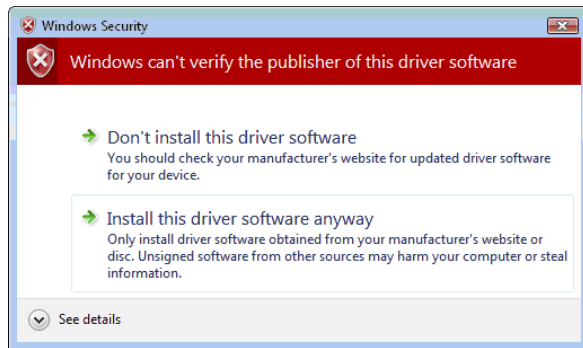 Windows Security
Windows can't verify the publisher of this driver software
Don't install this driver software
You should check your manufacturer's website for updated driver software
for your device.
Install this driver software anyway
Only install driver software obtained from your manufacturer's website or
disc. Unsigned software from other sources may harm your computer or steal
information.
See details